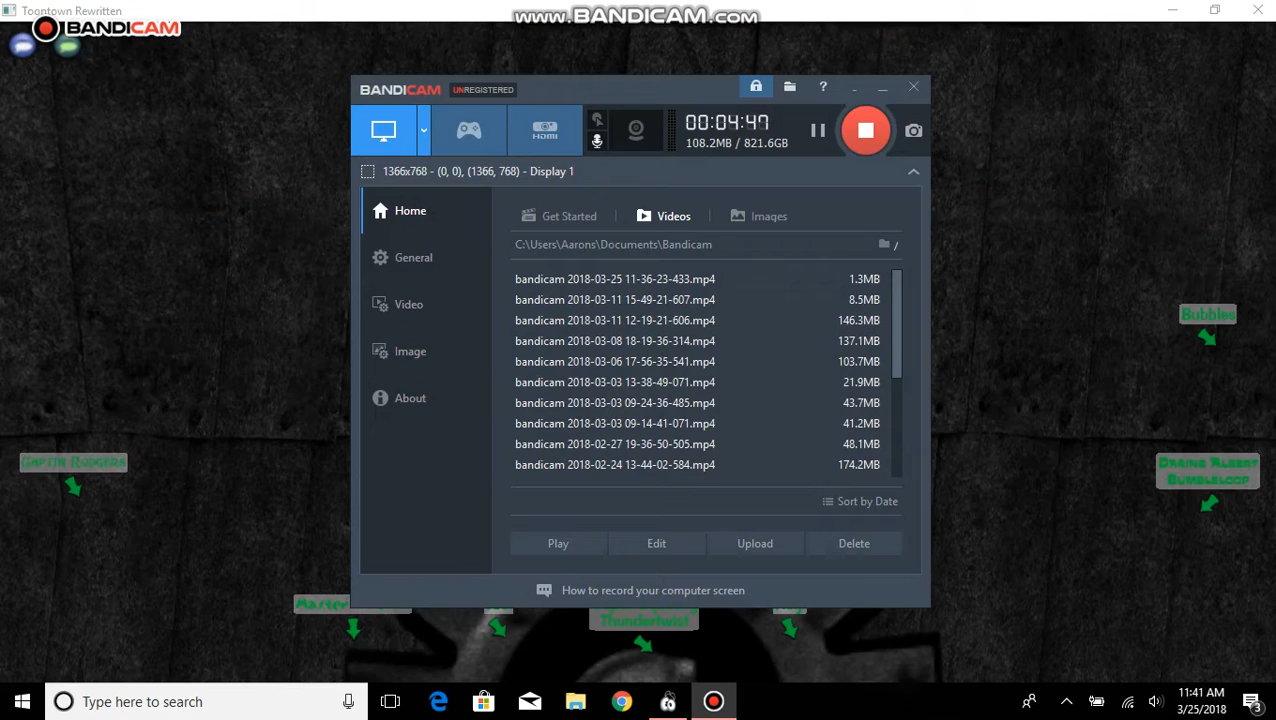 Toontown Rewritten
BANDICAM
www.BANDICAM.com
BANDICAM UNREGISTERED
?
HDMI
00:04:47
108.2MB / 821.6GB
1366x768 - (0, 0), (1366, 768) - Display 1
Home
General
Video
Image
About
Get Started
Videos
Images
C:\Users\Aarons\Documents\Bandicam
/
bandicam 2018-03-25 11-36-23-433.mp4 1.3MB
bandicam 2018-03-11 15-49-21-607.mp4 8.5MB
bandicam 2018-03-11 12-19-21-606.mp4 146.3MB
bandicam 2018-03-08 18-19-36-314.mp4 137.1MB
bandicam 2018-03-06 17-56-35-541.mp4 103.7MB
bandicam 2018-03-03 13-38-49-071.mp4 21.9MB
bandicam 2018-03-03 09-24-36-485.mp4 43.7MB
bandicam 2018-03-03 09-14-41-071.mp4 41.2MB
bandicam 2018-02-27 19-36-50-505.mp4 48.1MB
bandicam 2018-02-24 13-44-02-584.mp4 174.2MB
Sort by Date
Play Edit Upload Delete
How to record your computer screen
Bubbles
Captin Rodgers
Albert
Bumbleloop
Master
Thundertwist
Type here to search
11:41 AM
3/25/2018
3